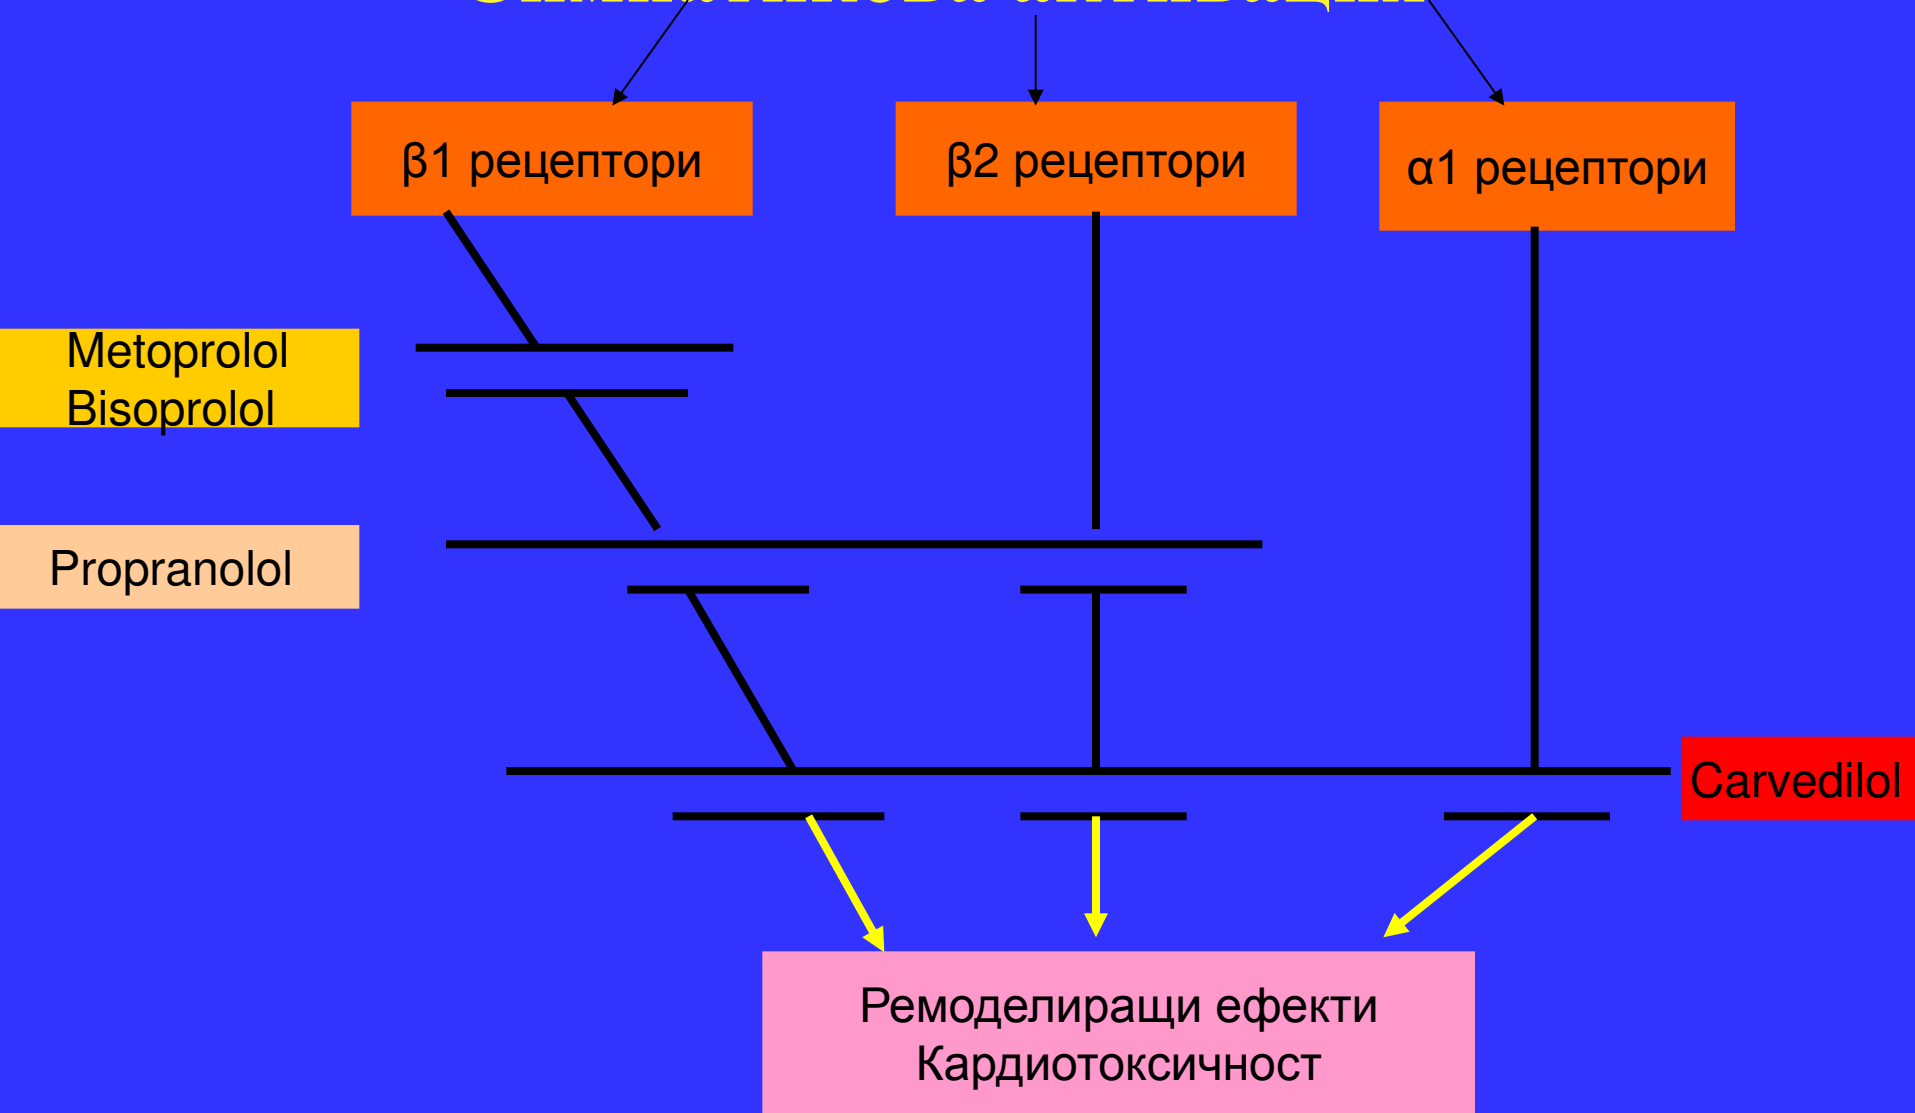 β1 рецептори
β2 рецептори
α1 рецептори
Metoprolol
Bisoprolol
Propranolol
Carvedilol
Ремоделиращи ефекти
Кардиотоксичност